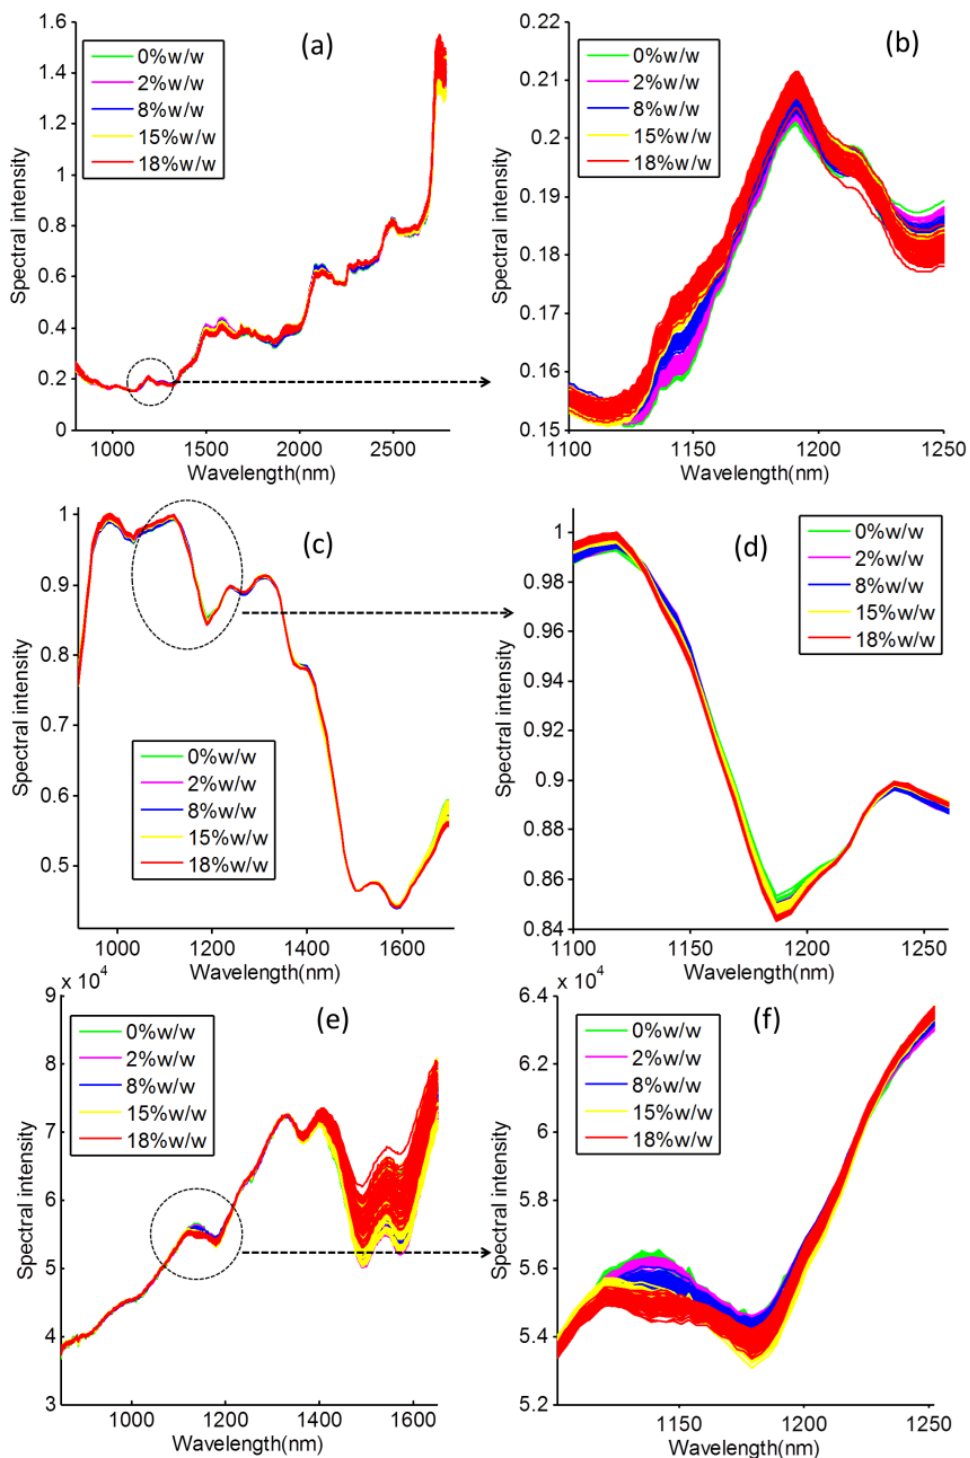 (a)
1.6
1.4
1.2
1
0.8
0.6
0.4
0.2
0
Spectral intensity
0%w/w
2%w/w
8%w/w
15%w/w
18%w/w
1000 1500 2000 2500
Wavelength(nm)
(b)
0.22
0.21
0.2
0.19
0.18
0.17
0.16
0.15
Spectral intensity
0%w/w
2%w/w
8%w/w
15%w/w
18%w/w
1100 1150 1200 1250
Wavelength(nm)
(c)
1
0.9
0.8
0.7
0.6
0.5
Spectral intensity
0%w/w
2%w/w
8%w/w
15%w/w
18%w/w
1000 1200 1400 1600
Wavelength(nm)
(d)
1
0.98
0.96
0.94
0.92
0.9
0.88
0.86
0.84
Spectral intensity
0%w/w
2%w/w
8%w/w
15%w/w
18%w/w
1100 1150 1200 1250
Wavelength(nm)
(e)
x 10^4
9
8
7
6
5
4
3
Spectral intensity
0%w/w
2%w/w
8%w/w
15%w/w
18%w/w
1000 1200 1400 1600
Wavelength(nm)
(f)
x 10^4
6.4
6.2
6
5.8
5.6
5.4
5.2
Spectral intensity
0%w/w
2%w/w
8%w/w
15%w/w
18%w/w
1150 1200 1250
Wavelength(nm)